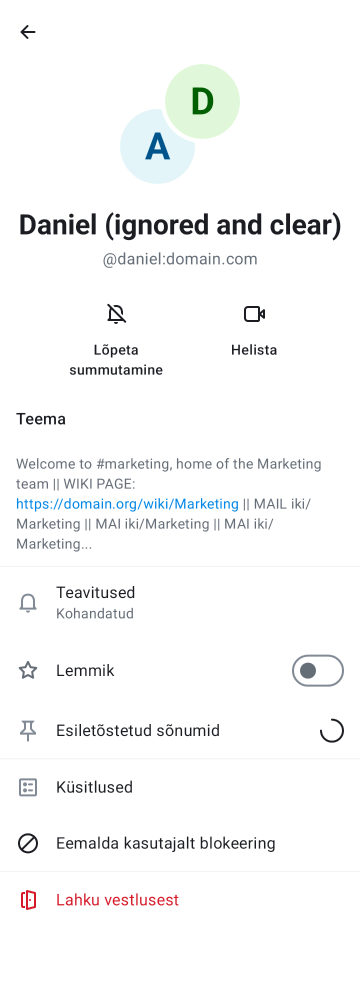 D
A
Daniel (ignored and clear)
@daniel:domain.com
Lõpeta
summutamine
Helista
Teema
Welcome to #marketing, home of the Marketing
team || WIKI PAGE:
https://domain.org/wiki/Marketing || MAIL iki/
Marketing || MAI iki/Marketing || MAI iki/
Marketing...
Teavitused
Kohandatud
Lemmik
Esiletõstetud sõnumid
Küsitlused
Eemalda kasutajalt blokeering
Lahku vestlusest